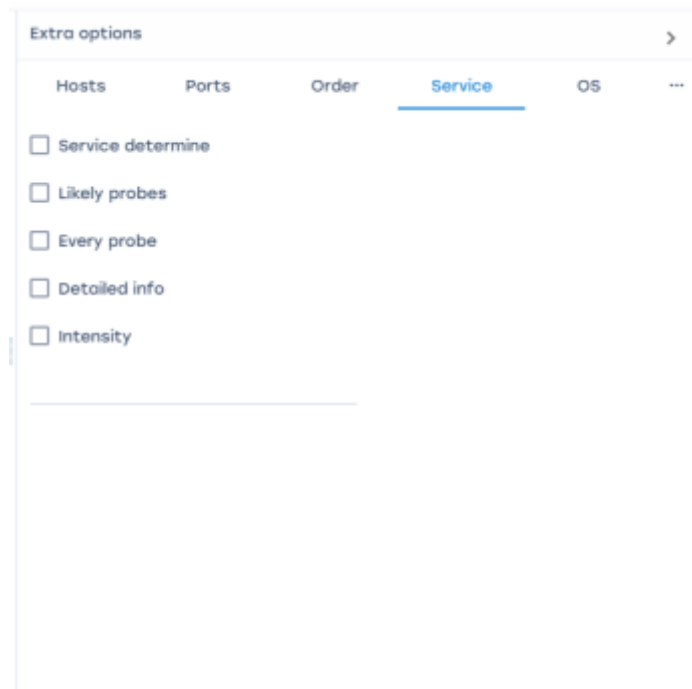 Extra options
Hosts Ports Order Service OS ...
Service determine
Likely probes
Every probe
Detailed info
Intensity